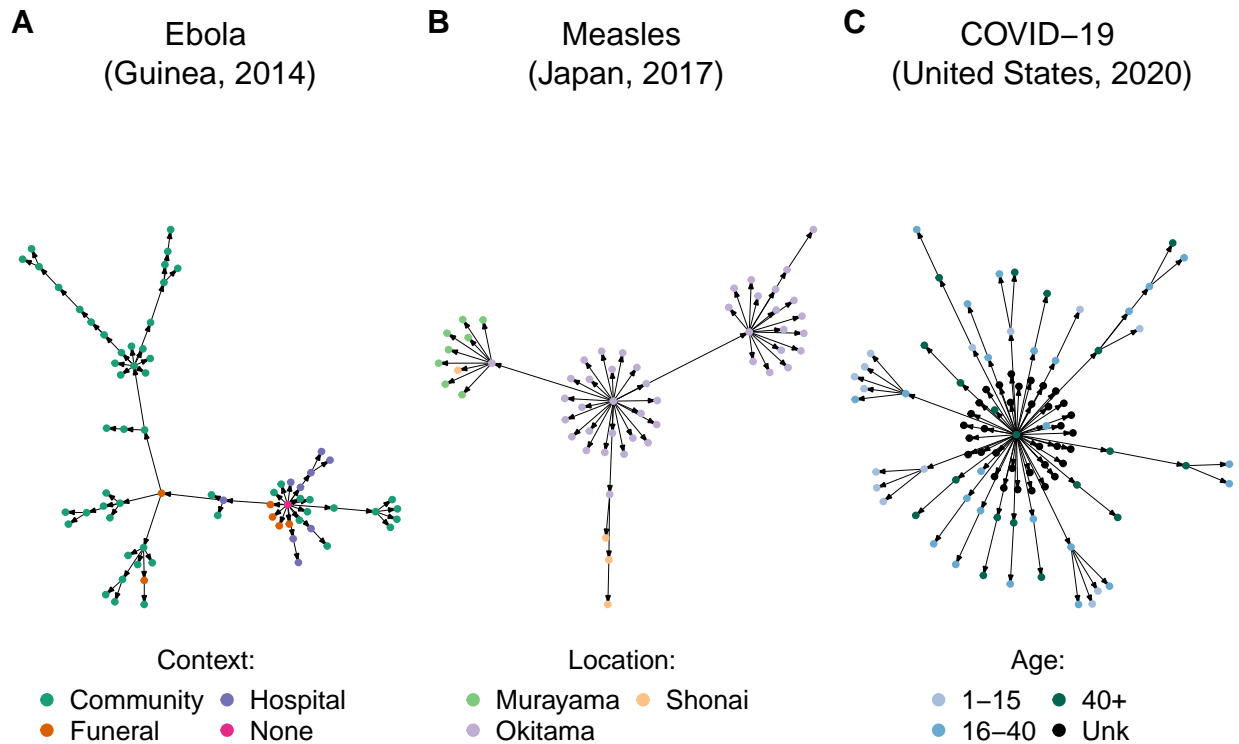 A
Ebola
(Guinea, 2014)
B
Measles
(Japan, 2017)
C
COVID−19
(United States, 2020)
Context:
Community
Hospital
Funeral
None
Location:
Murayama
Shonai
Okitama
Age:
1−15
40+
16−40
Unk